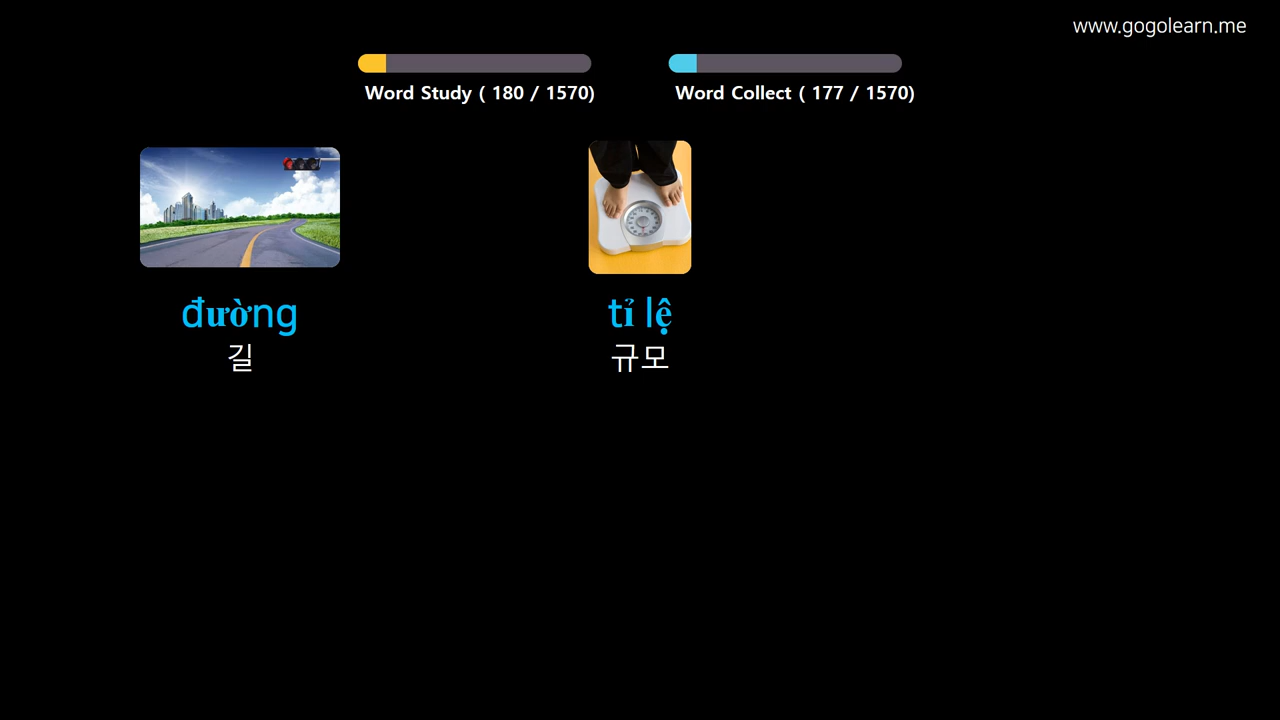 www.gogolearn.me
Word Study ( 180 / 1570)
Word Collect ( 177 / 1570)
đường
길
tỉ lệ
규모